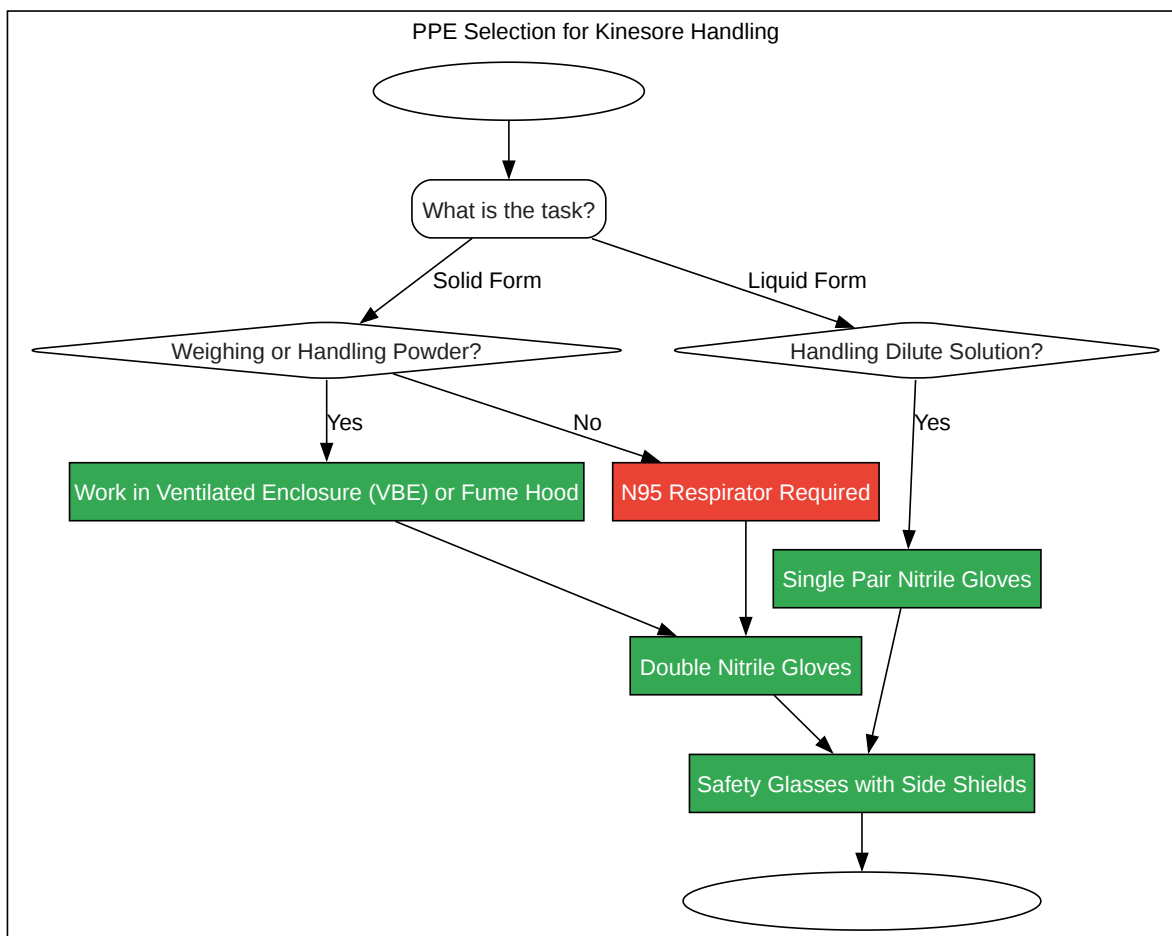 PPE Selection for Kinesore Handling
What is the task?
Solid Form
Liquid Form
Weighing or Handling Powder?
Handling Dilute Solution?
Yes
No
Yes
Work in Ventilated Enclosure (VBE) or Fume Hood
N95 Respirator Required
Single Pair Nitrile Gloves
Double Nitrile Gloves
Safety Glasses with Side Shields